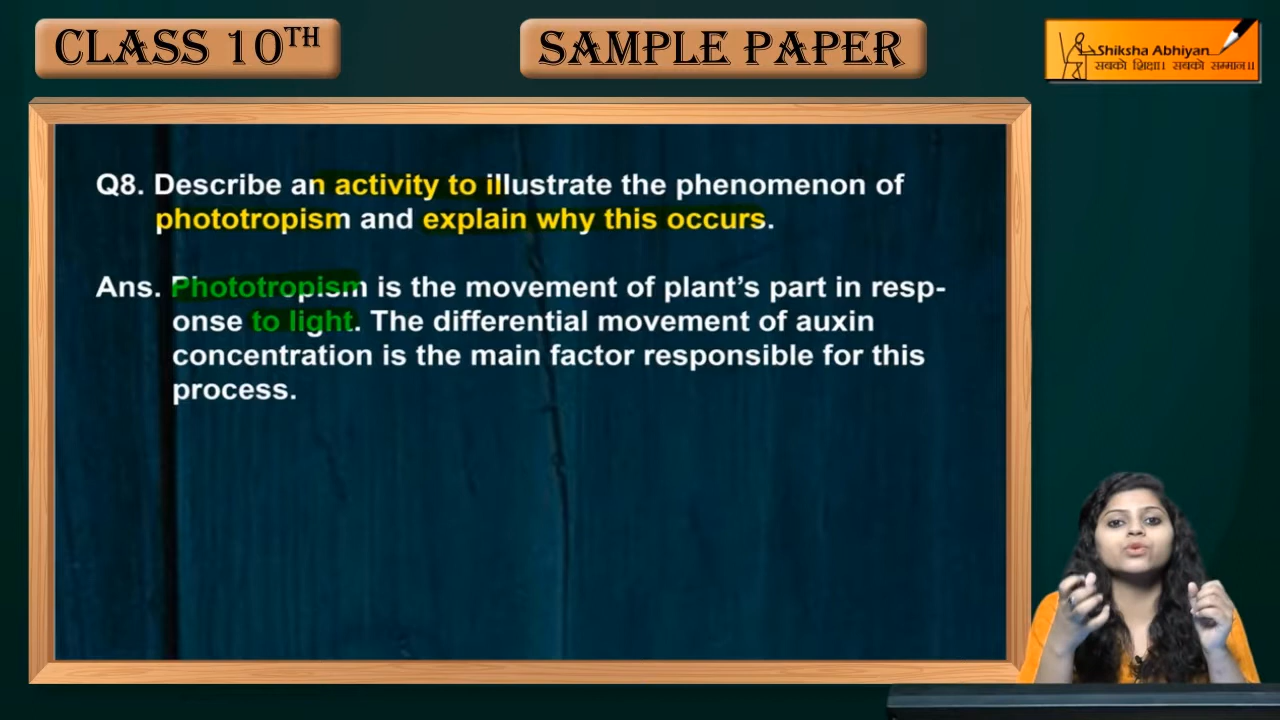 CLASS 10TH
SAMPLE PAPER
Shiksha Abhiyan
सबको शिक्षा। सबको सम्मान॥
Q8. Describe an activity to illustrate the phenomenon of
phototropism and explain why this occurs.
Ans. Phototropism is the movement of plant's part in resp-
onse to light. The differential movement of auxin
concentration is the main factor responsible for this
process.